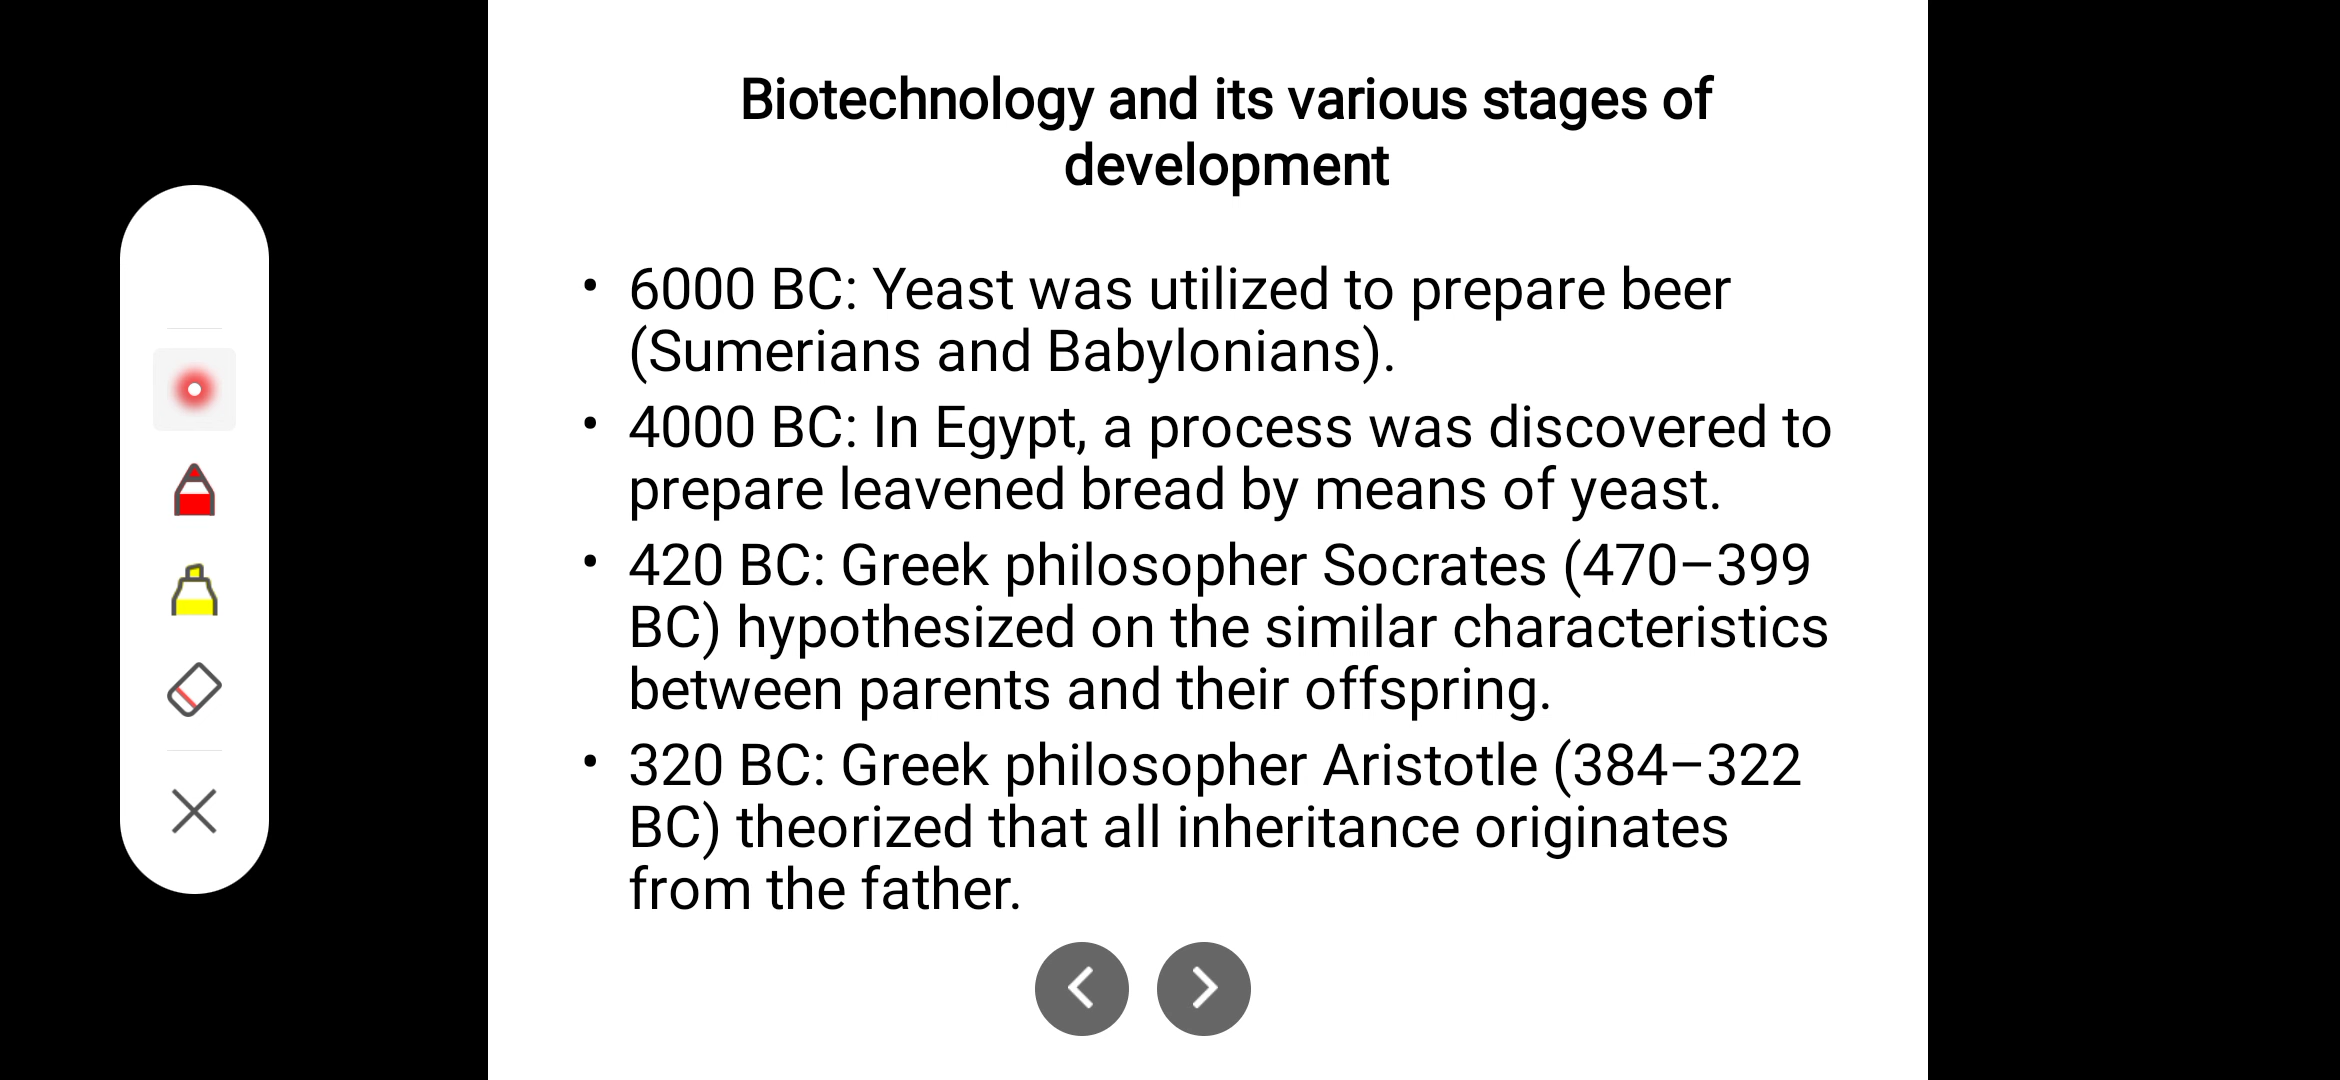 Biotechnology and its various stages of
development
• 6000 BC: Yeast was utilized to prepare beer
(Sumerians and Babylonians).
• 4000 BC: In Egypt, a process was discovered to
prepare leavened bread by means of yeast.
• 420 BC: Greek philosopher Socrates (470–399
BC) hypothesized on the similar characteristics
between parents and their offspring.
• 320 BC: Greek philosopher Aristotle (384–322
BC) theorized that all inheritance originates
from the father.